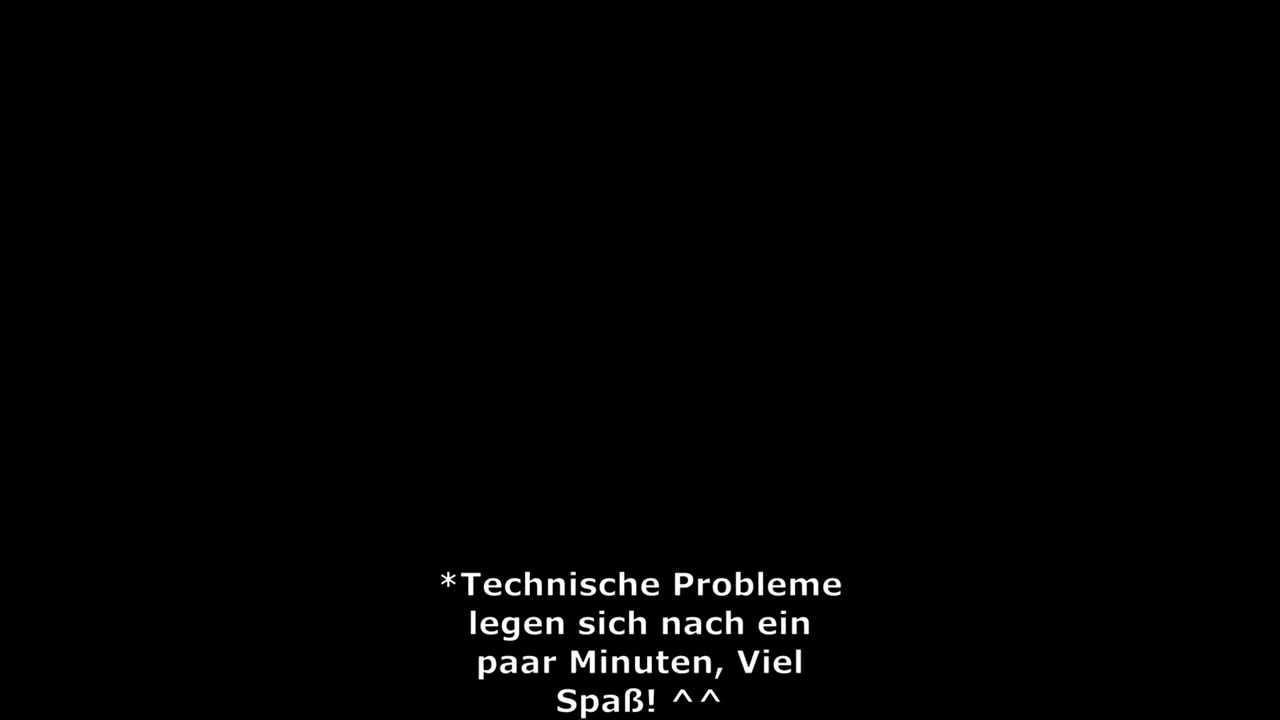 *Technische Probleme
legen sich nach ein
paar Minuten, Viel
Spaß! ^^